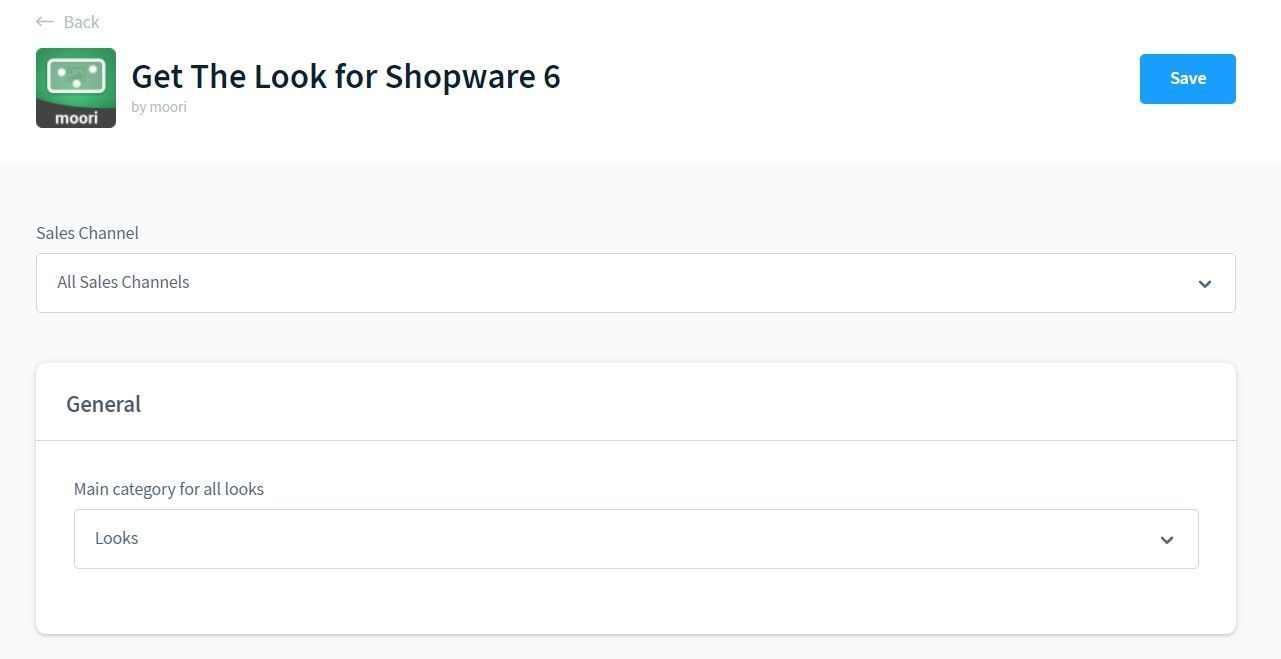 Back
Get The Look for Shopware 6
by moori
moori
Save
Sales Channel
All Sales Channels
General
Main category for all looks
Looks